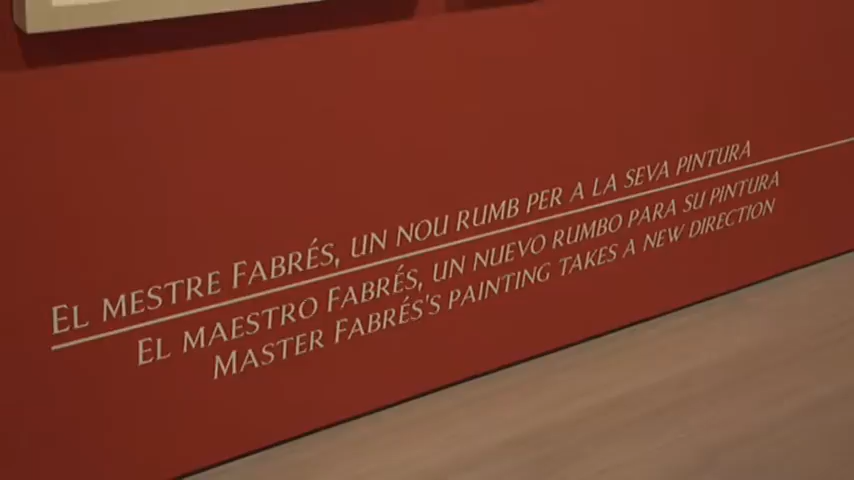 EL MESTRE FABRÉS, UN NOU RUMB PER A LA SEVA PINTURA
EL MAESTRO FABRÉS, UN NUEVO RUMBO PARA SU PINTURA
MASTER FABRÉS'S PAINTING TAKES A NEW DIRECTION